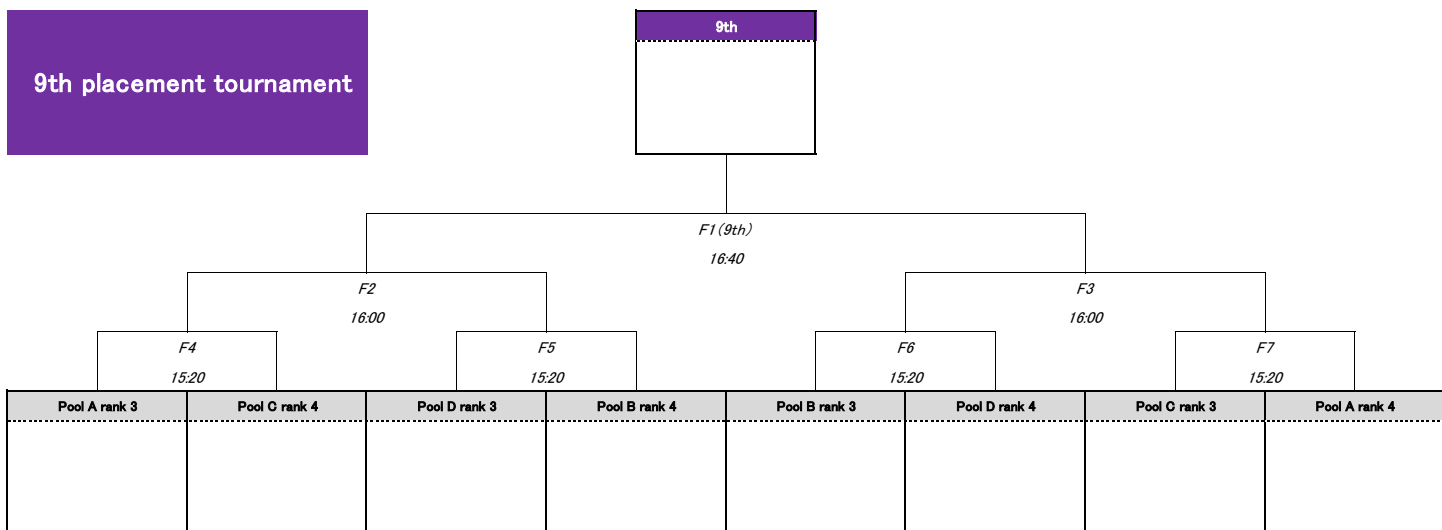 9th
9th placement tournament
F1(9th)
16:40
F2
F3
16:00
16:00
F4
F5
F6
F7
15:20
15:20
15:20
15:20
Pool A rank 3
Pool C rank 4
Pool D rank 3
Pool B rank 4
Pool B rank 3
Pool D rank 4
Pool C rank 3
Pool A rank 4